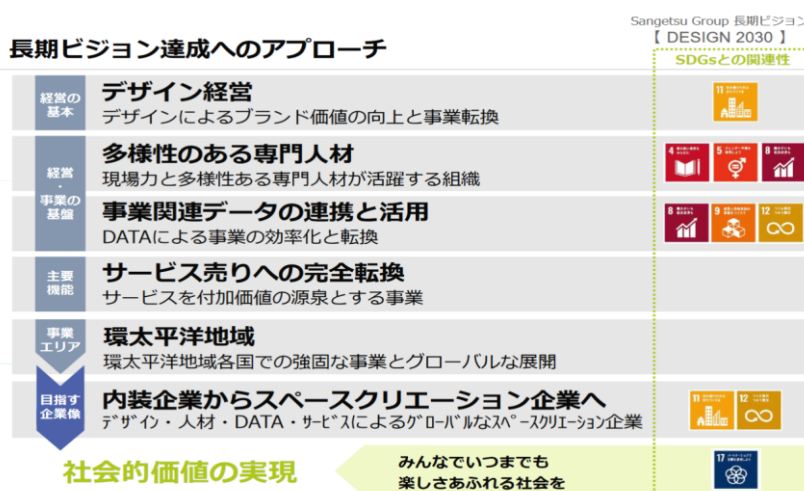 Sangetsu Group 長期ビジョン
【 DESIGN 2030 】
長期ビジョン達成へのアプローチ
SDGsとの関連性
経営の
基本
デザイン経営
デザインによるブランド価値の向上と事業転換
11
経営
・
事業の
基盤
多様性のある専門人材
現場力と多様性ある専門人材が活躍する組織
4
5
8
事業関連データの連携と活用
DATAによる事業の効率化と転換
8
9
12
主要
機能
サービス売りへの完全転換
サービスを付加価値の源泉とする事業
事業
エリア
環太平洋地域
環太平洋地域各国での強固な事業とグローバルな展開
目指す
企業像
内装企業からスペースクリエーション企業へ
ﾃﾞｻﾞｲﾝ・人材・DATA・ｻｰﾋﾞｽによるｸﾞﾛｰﾊﾞﾙなｽﾍﾟｰｽｸﾘｴｰｼｮﾝ企業
11
12
社会的価値の実現
みんなでいつまでも
楽しさあふれる社会を
17